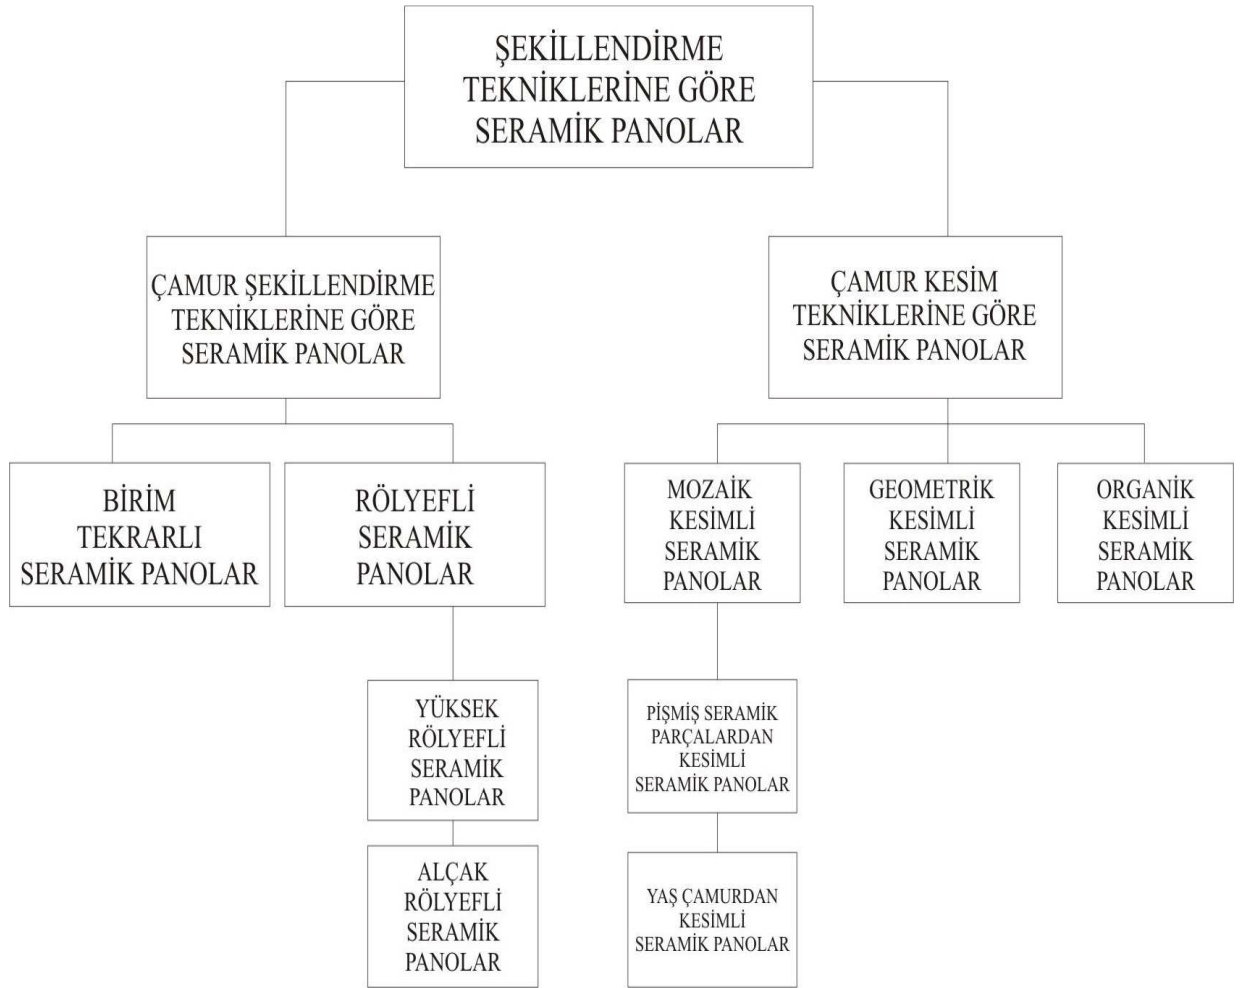 ŞEKİLLENDİRME
TEKNİKLERİNE GÖRE
SERAMİK PANOLAR
ÇAMUR ŞEKİLLENDİRME
TEKNİKLERİNE GÖRE
SERAMİK PANOLAR
ÇAMUR KESİM
TEKNİKLERİNE GÖRE
SERAMİK PANOLAR
BİRİM
TEKRARLI
SERAMİK PANOLAR
RÖLYEFLİ
SERAMİK
PANOLAR
MOZAİK
KESİMLİ
SERAMİK
PANOLAR
GEOMETRİK
KESİMLİ
SERAMİK
PANOLAR
ORGANİK
KESİMLİ
SERAMİK
PANOLAR
YÜKSEK
RÖLYEFLİ
SERAMİK
PANOLAR
PİŞMİŞ SERAMİK
PARÇALARDAN
KESİMLİ
SERAMİK PANOLAR
ALÇAK
RÖLYEFLİ
SERAMİK
PANOLAR
YAŞ ÇAMURDAN
KESİMLİ
SERAMİK PANOLAR